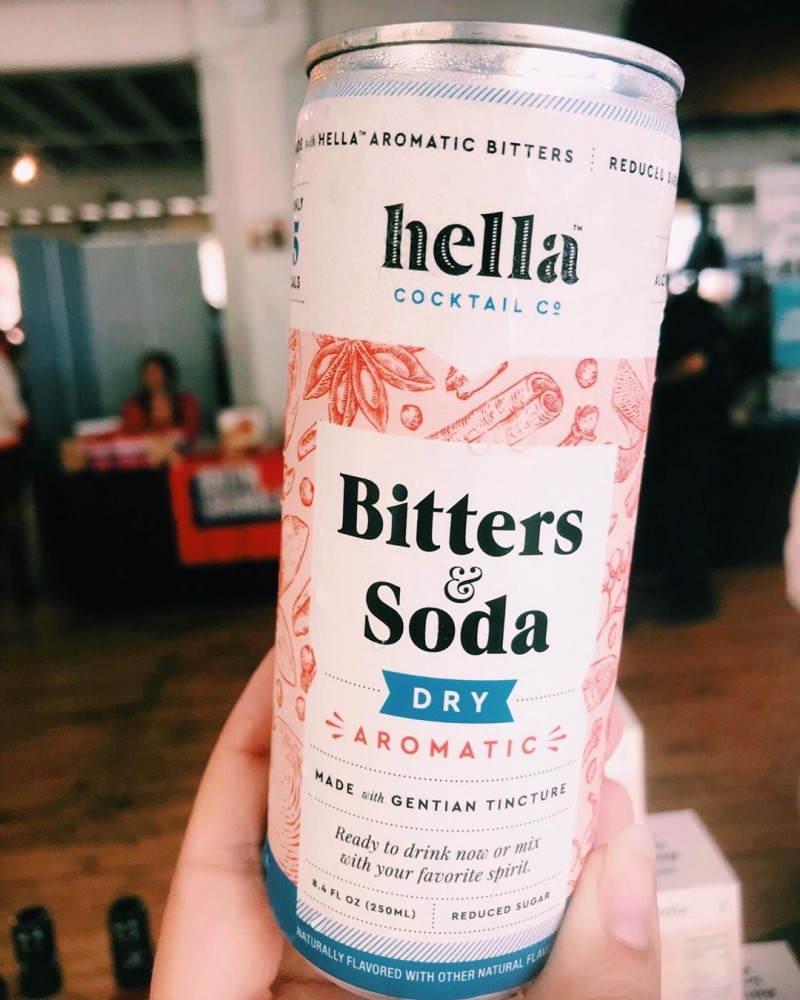 HELLA™ AROMATIC BITTERS
REDUCED
hella™
COCKTAIL Cº
5
Bitters
&
Soda
DRY
AROMATIC
MADE with GENTIAN TINCTURE
Ready to drink now or mix
with your favorite spirit.
8.4 FL OZ (250ML)
REDUCED SUGAR
NATURALLY FLAVORED WITH OTHER NATURAL